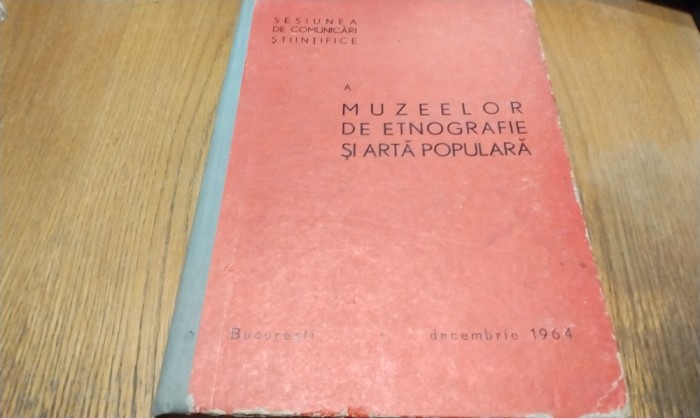 SESIUNEA
DE COMUNICĂRI
ȘTIINȚIFICE
A
MUZEELOR
DE ETNOGRAFIE
ȘI ARTĂ POPULARĂ
București decembrie 1964